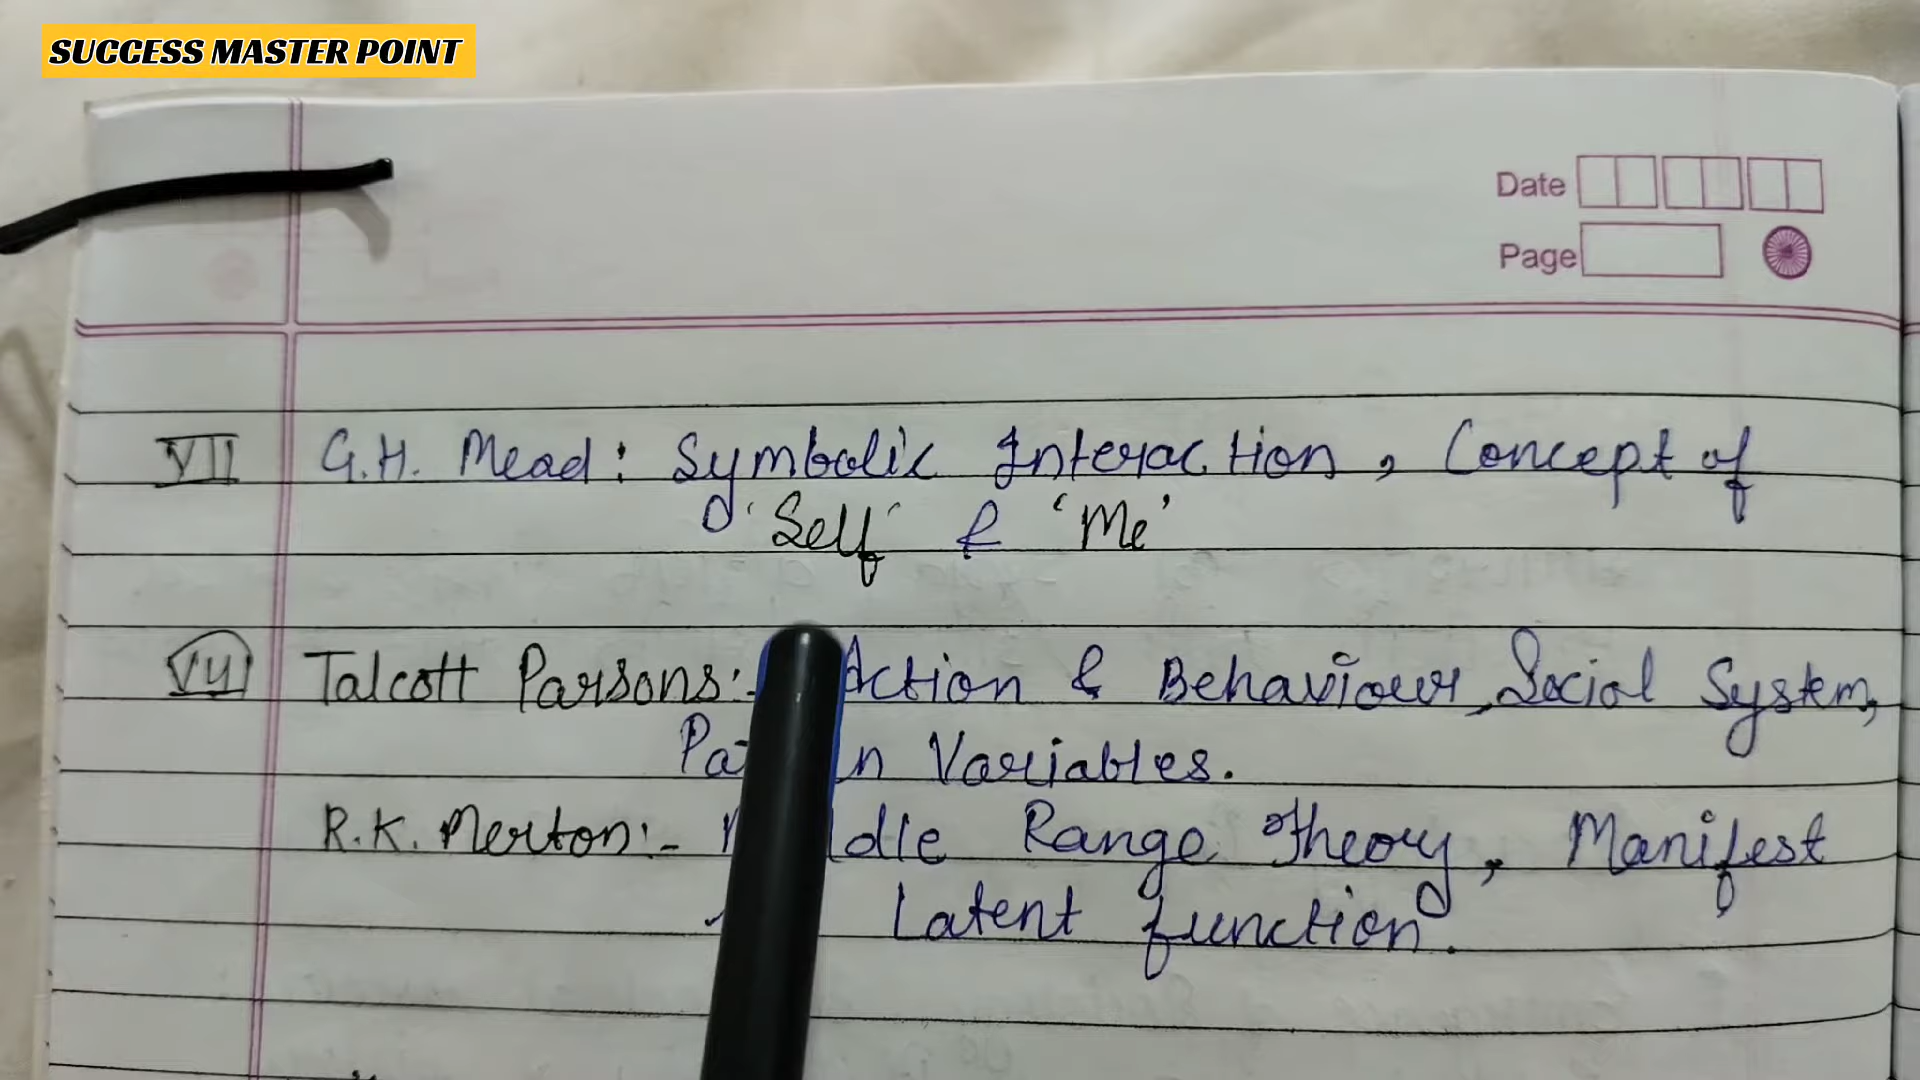 SUCCESS MASTER POINT
Date
Page
VII G.H. Mead: Symbolic Interaction, Concept of
'Self' & 'Me'
Talcott Parsons:- Action & Behaviour, Social System,
Variables.
R.K. Merton:- Range Theory, Manifest
Latent function.